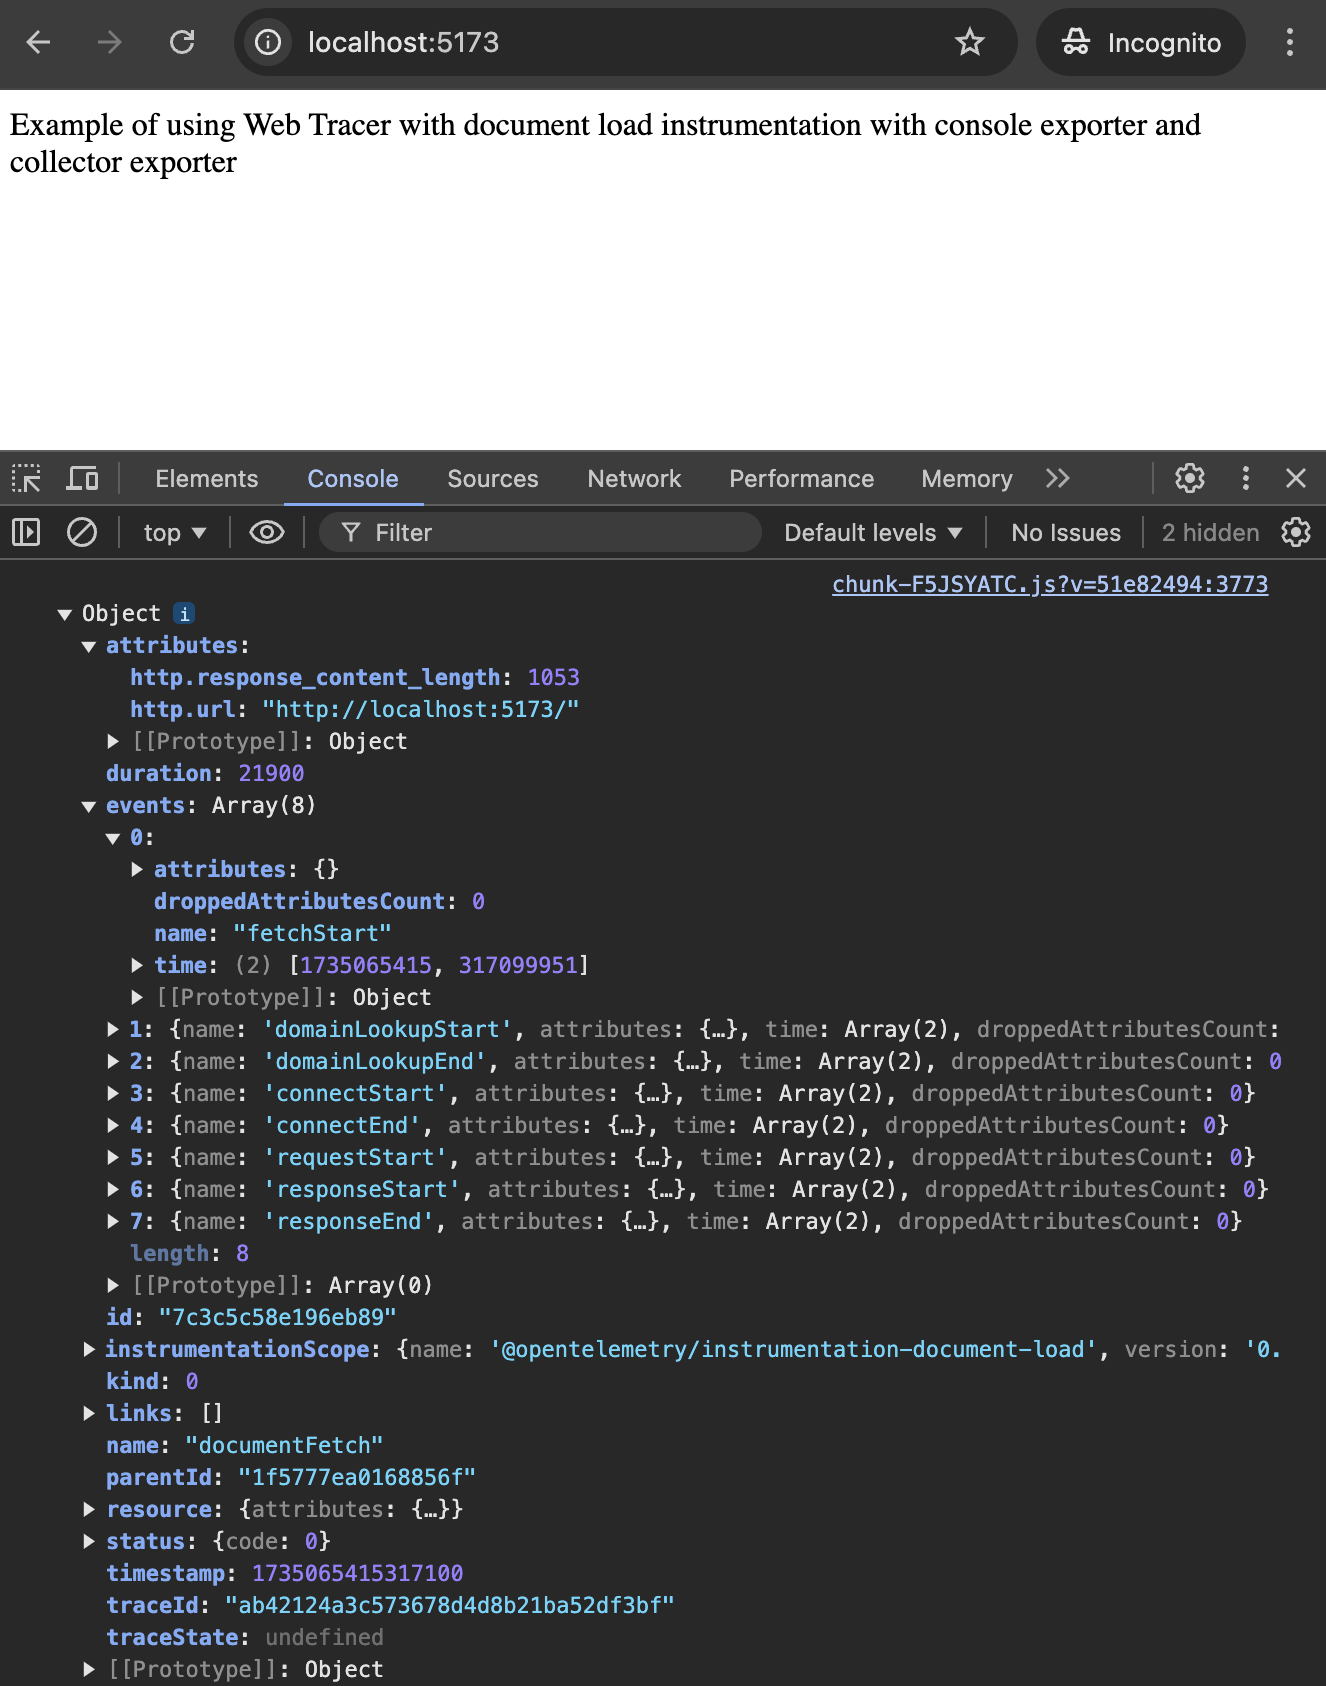 localhost:5173
Incognito
Example of using Web Tracer with document load instrumentation with console exporter and
collector exporter
Elements Console Sources Network Performance Memory
top Filter Default levels No Issues 2 hidden
chunk-F5JSYATC.js?v=51e82494:3773
Object i
attributes:
http.response_content_length: 1053
http.url: "http://localhost:5173/"
[[Prototype]]: Object
duration: 21900
events: Array(8)
0:
attributes: {}
droppedAttributesCount: 0
name: "fetchStart"
time: (2) [1735065415, 317099951]
[[Prototype]]: Object
1: {name: 'domainLookupStart', attributes: {…}, time: Array(2), droppedAttributesCount:
2: {name: 'domainLookupEnd', attributes: {…}, time: Array(2), droppedAttributesCount: 0
3: {name: 'connectStart', attributes: {…}, time: Array(2), droppedAttributesCount: 0}
4: {name: 'connectEnd', attributes: {…}, time: Array(2), droppedAttributesCount: 0}
5: {name: 'requestStart', attributes: {…}, time: Array(2), droppedAttributesCount: 0}
6: {name: 'responseStart', attributes: {…}, time: Array(2), droppedAttributesCount: 0}
7: {name: 'responseEnd', attributes: {…}, time: Array(2), droppedAttributesCount: 0}
length: 8
[[Prototype]]: Array(0)
id: "7c3c5c58e196eb89"
instrumentationScope: {name: '@opentelemetry/instrumentation-document-load', version: '0.
kind: 0
links: []
name: "documentFetch"
parentId: "1f5777ea0168856f"
resource: {attributes: {…}}
status: {code: 0}
timestamp: 1735065415317100
traceId: "ab42124a3c573678d4d8b21ba52df3bf"
traceState: undefined
[[Prototype]]: Object